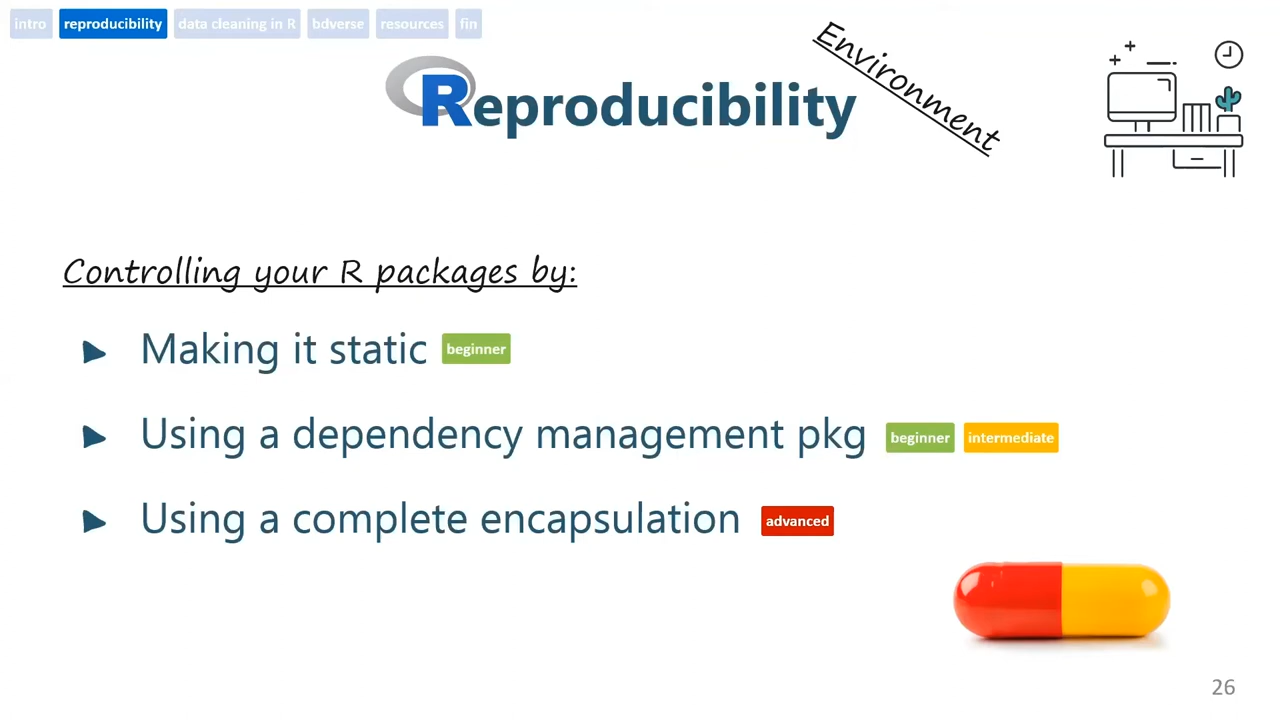 intro reproducibility data cleaning in R bdverse resources fin
Reproducibility
Environment
Controlling your R packages by:
Making it static beginner
Using a dependency management pkg beginner intermediate
Using a complete encapsulation advanced
26